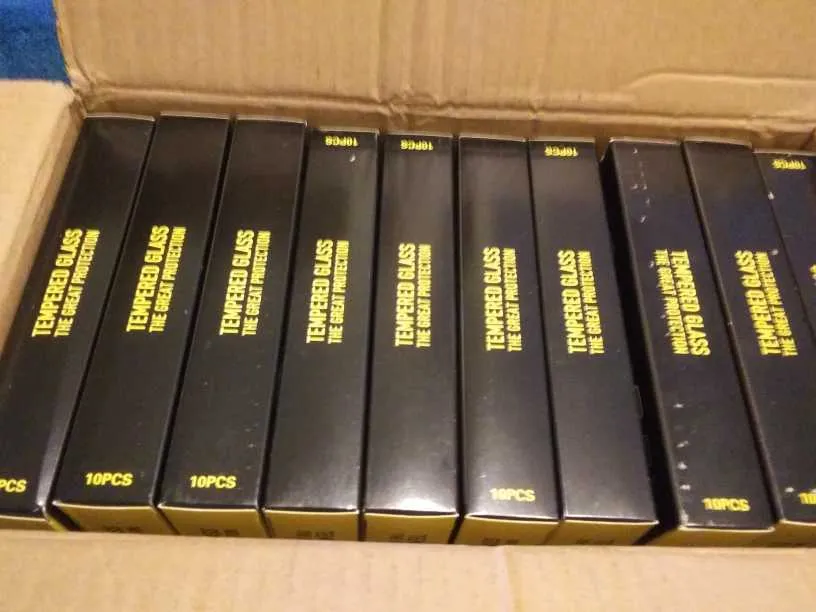 TEMPERED GLASS
THE GREAT PROTECTION
PCS
TEMPERED GLASS
THE GREAT PROTECTION
10PCS
TEMPERED GLASS
THE GREAT PROTECTION
10PCS
10PCS
TEMPERED GLASS
THE GREAT PROTECTION
10PCS
TEMPERED GLASS
THE GREAT PROTECTION
TEMPERED GLASS
THE GREAT PROTECTION
10PCS
10PCS
TEMPERED GLASS
THE GREAT PROTECTION
TEMPERED GLASS
THE GREAT PROTECTION
10PCS
TEMPERED GLASS
THE GREAT PROTECTION
10PCS